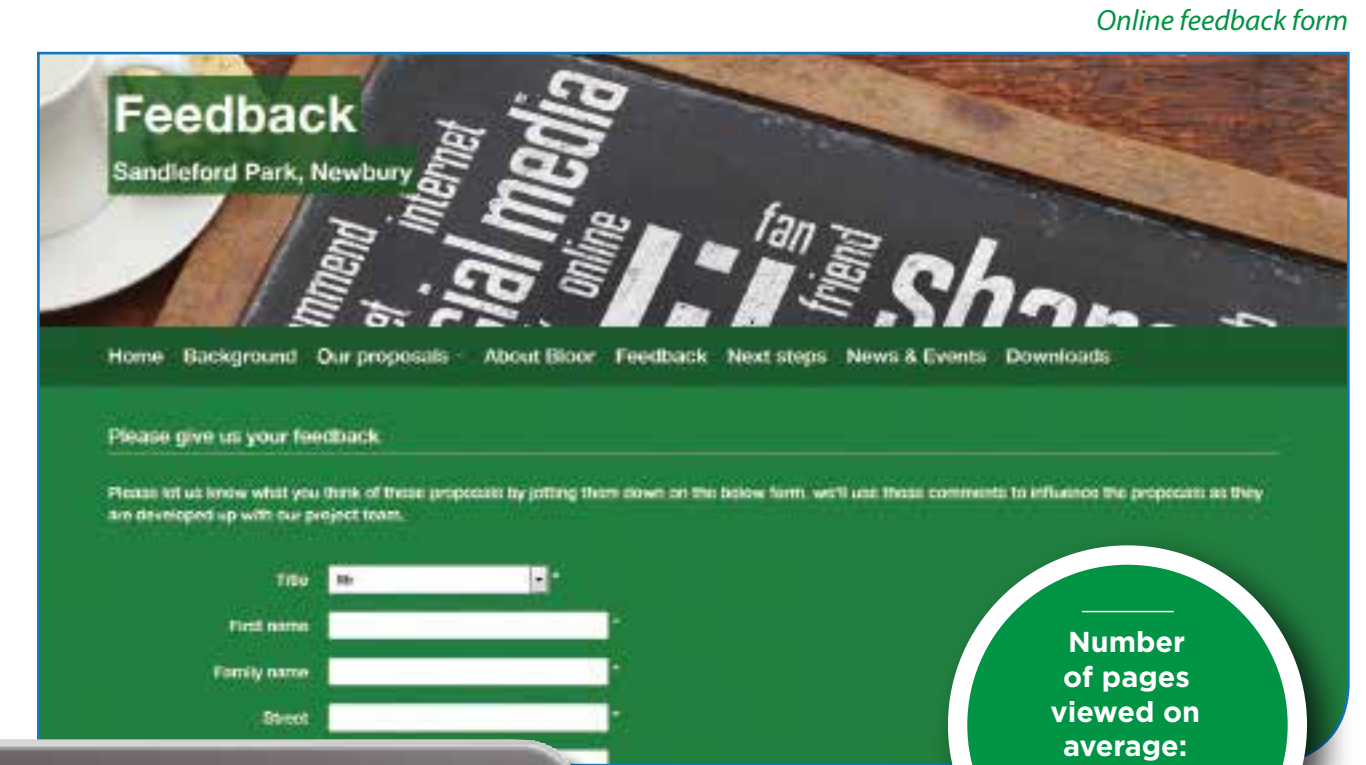 Online feedback form
Feedback
Sandleford Park, Newbury
internet
social media
online
fan
friend
Home Background Our proposals About Bloor Feedback Next steps News & Events Downloads
Please give us your feedback
Please let us know what you think of these proposals by jotting them down on the below form, we'll use these comments to influence the proposals as they
are developed up with our project team.
Title Mr *
First name *
Family name *
Street *
Number
of pages
viewed on
average: